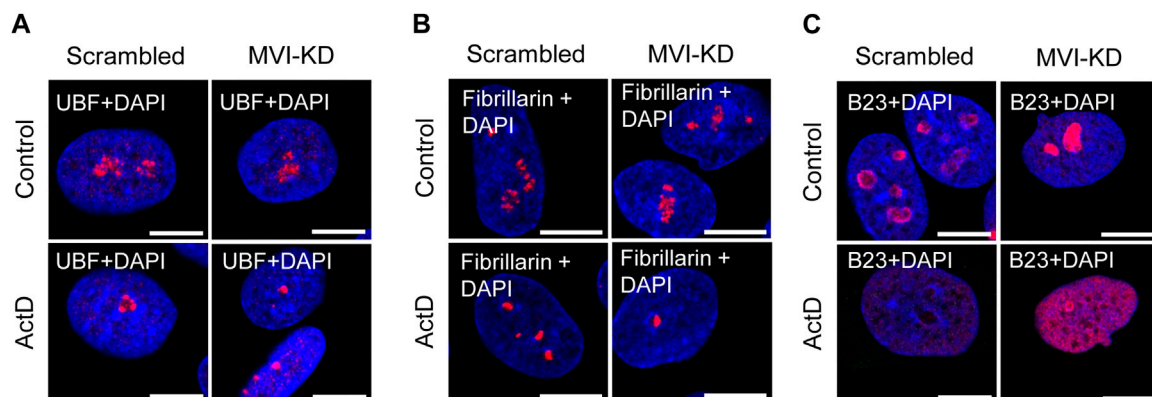 A
Scrambled
MVI-KD
Control
UBF+DAPI
UBF+DAPI
ActD
UBF+DAPI
UBF+DAPI
B
Scrambled
MVI-KD
Control
Fibrillarin +
DAPI
Fibrillarin +
DAPI
ActD
Fibrillarin +
DAPI
Fibrillarin +
DAPI
C
Scrambled
MVI-KD
Control
B23+DAPI
B23+DAPI
ActD
B23+DAPI
B23+DAPI